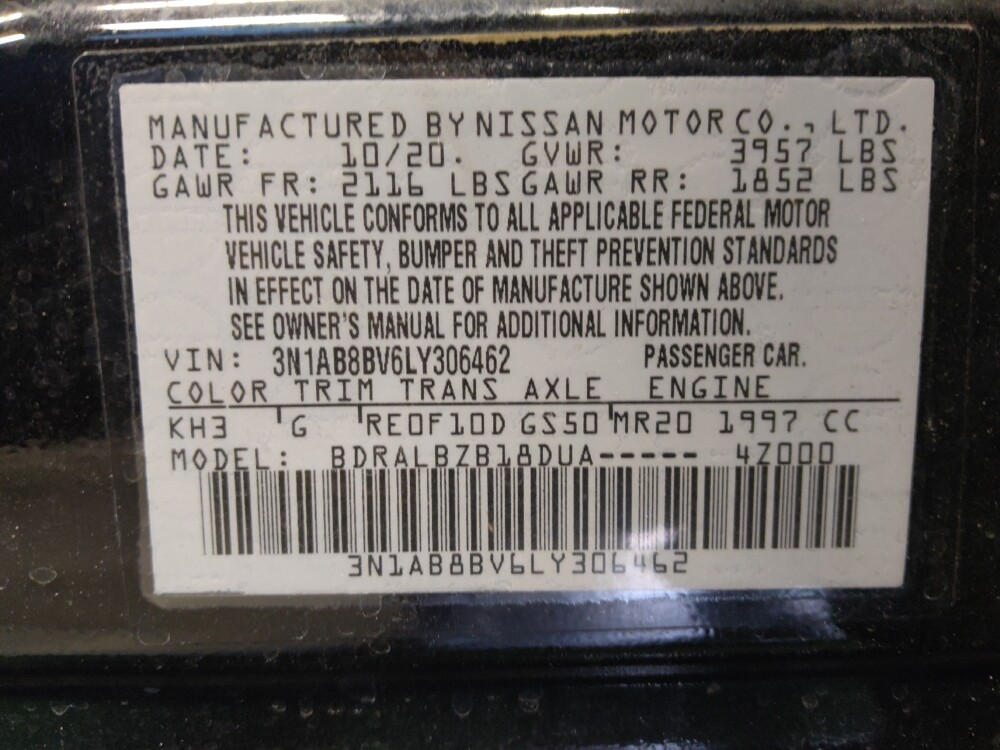 MANUFACTURED BY NISSAN MOTOR CO., LTD.
DATE: 10/20. GVWR: 3957 LBS
GAWR FR: 2116 LBS GAWR RR: 1852 LBS
THIS VEHICLE CONFORMS TO ALL APPLICABLE FEDERAL MOTOR
VEHICLE SAFETY, BUMPER AND THEFT PREVENTION STANDARDS
IN EFFECT ON THE DATE OF MANUFACTURE SHOWN ABOVE.
SEE OWNER'S MANUAL FOR ADDITIONAL INFORMATION.
VIN: 3N1AB8BV6LY306462 PASSENGER CAR.
COLOR TRIM TRANS AXLE ENGINE
KH3 G RE0F10D GS50 MR20 1997 CC
MODEL: BDRALBZB18DUA----- 4Z000
3N1AB8BV6LY306462